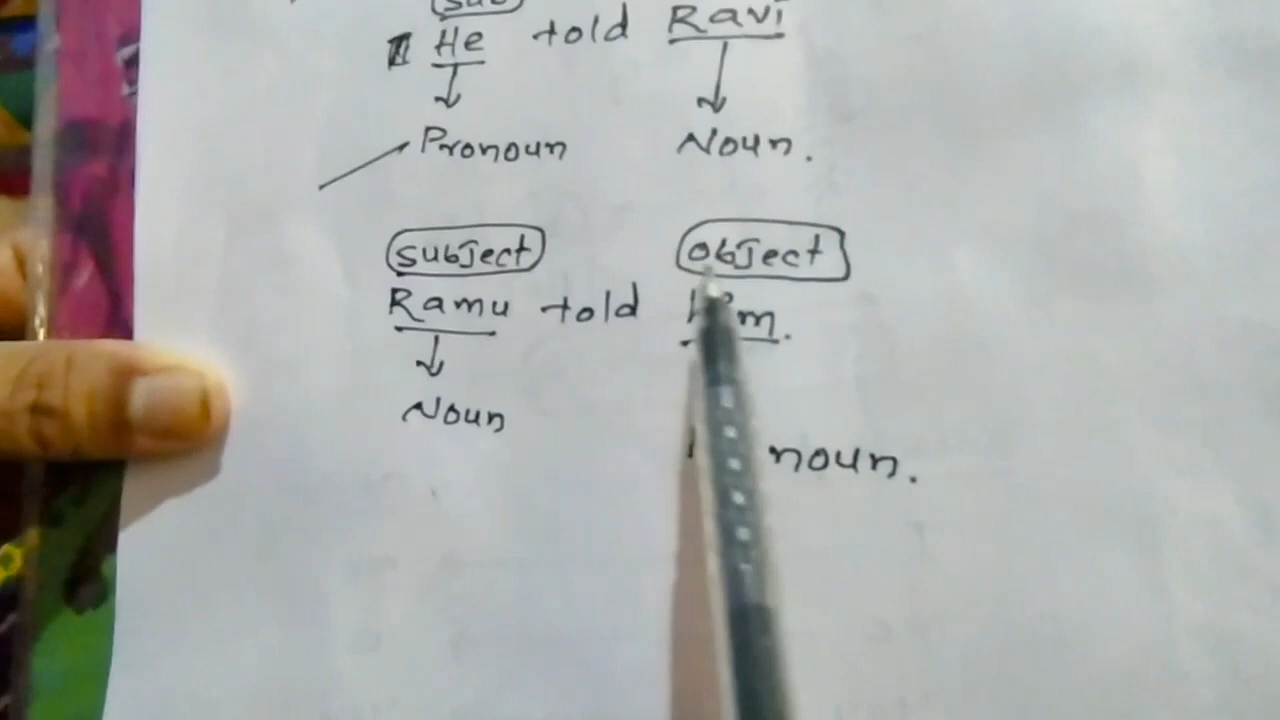 He told Ravi
Pronoun Noun.
subject object
Ramu told
Noun
noun.